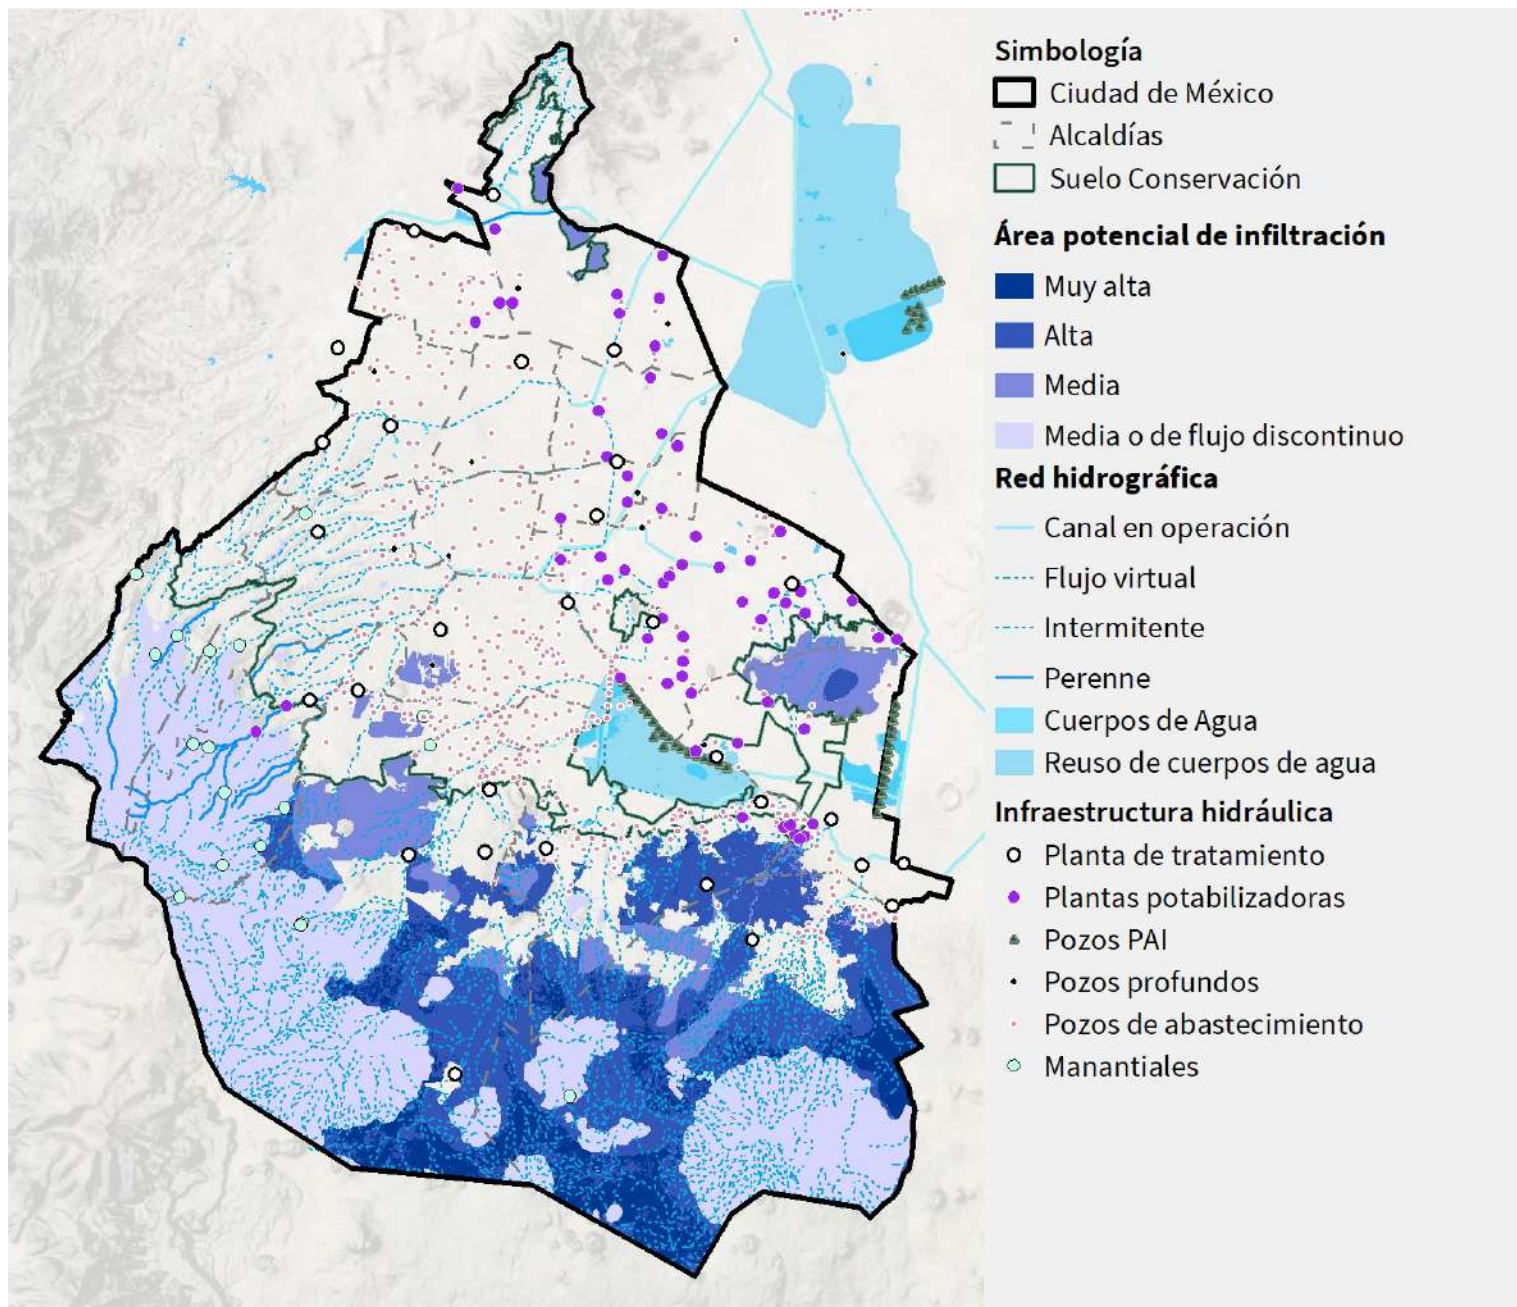 Simbología
Ciudad de México
Alcaldías
Suelo Conservación
Área potencial de infiltración
Muy alta
Alta
Media
Media o de flujo discontinuo
Red hidrográfica
Canal en operación
Flujo virtual
Intermitente
Perenne
Cuerpos de Agua
Reuso de cuerpos de agua
Infraestructura hidráulica
Planta de tratamiento
Plantas potabilizadoras
Pozos PAI
Pozos profundos
Pozos de abastecimiento
Manantiales